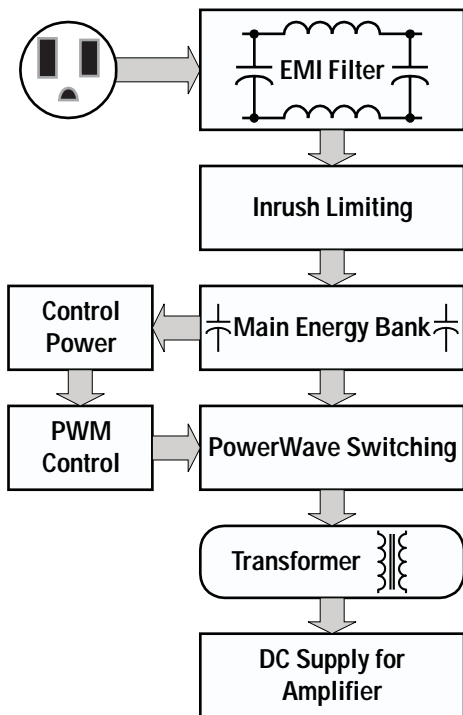 EMI Filter
Inrush Limiting
Control
Power
Main Energy Bank
PWM
Control
PowerWave Switching
Transformer
DC Supply for
Amplifier